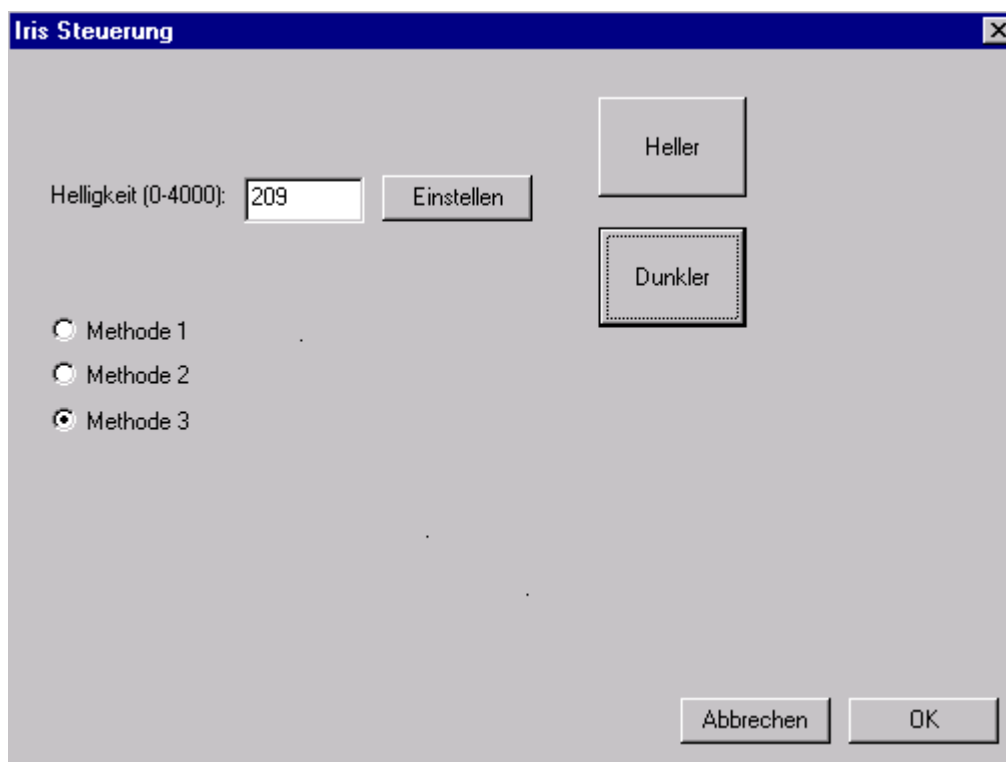 Iris Steuerung
Heller
Helligkeit (0-4000): 209 Einstellen
Dunkler
Methode 1
Methode 2
Methode 3
Abbrechen OK